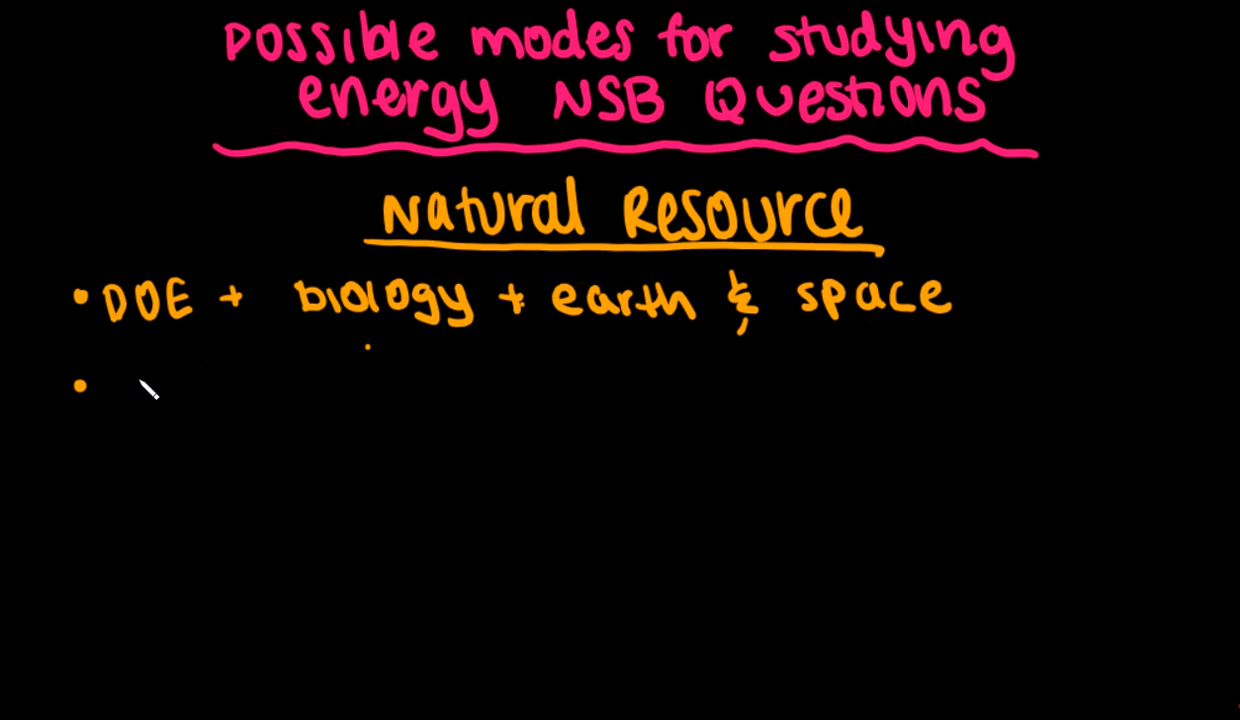 possible modes for studying
energy NSB Questions
Natural Resource
• DOE + biology + earth & space
•